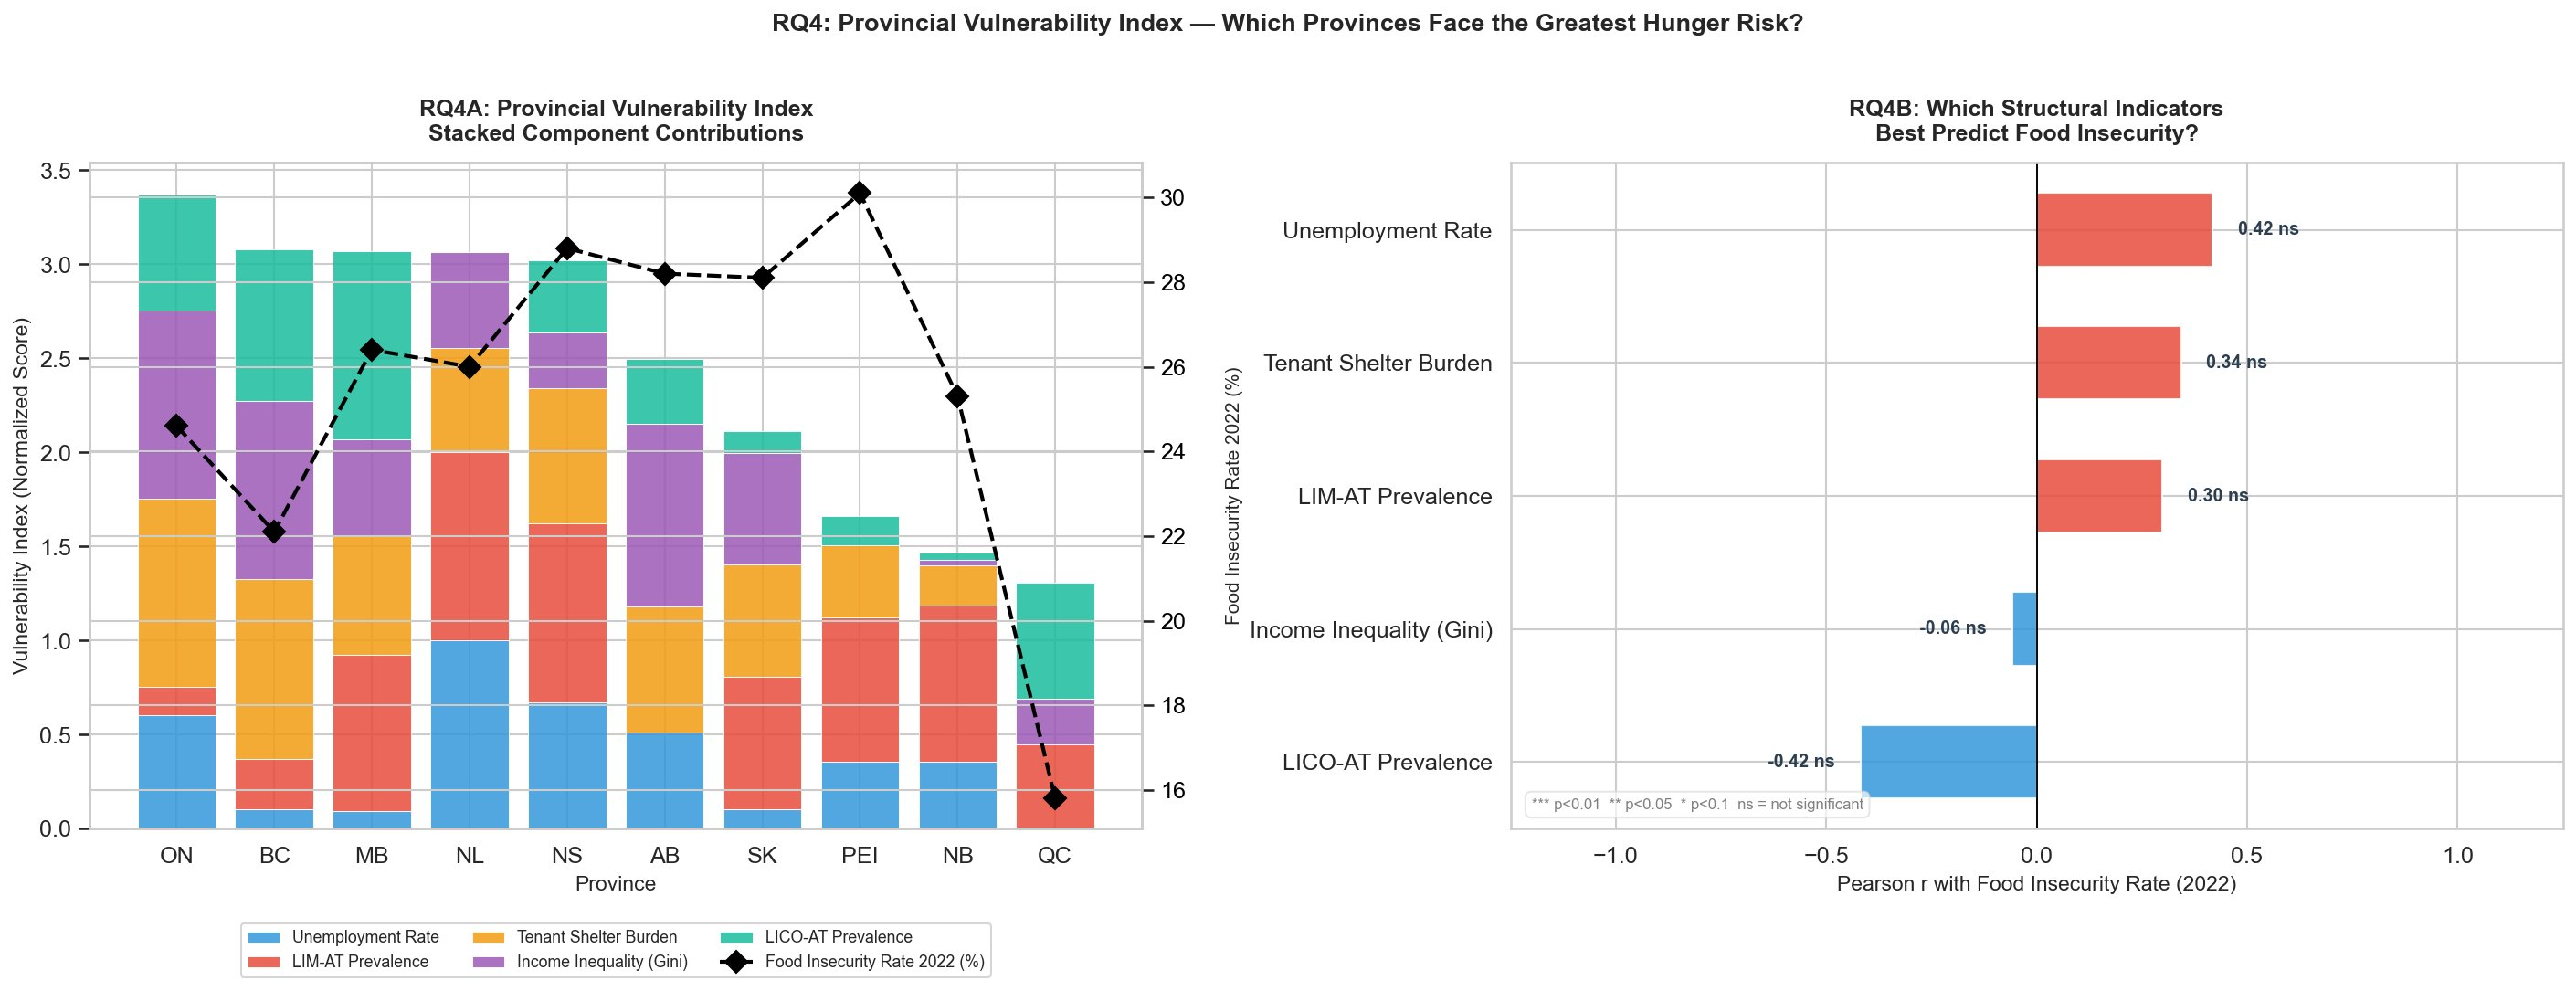 RQ4: Provincial Vulnerability Index — Which Provinces Face the Greatest Hunger Risk?
RQ4A: Provincial Vulnerability Index
Stacked Component Contributions
Vulnerability Index (Normalized Score)
3.5
3.0
2.5
2.0
1.5
1.0
0.5
0.0
30
28
26
24
22
20
18
16
Food Insecurity Rate 2022 (%)
ON BC MB NL NS AB SK PEI NB QC
Province
Unemployment Rate
LIM-AT Prevalence
Tenant Shelter Burden
Income Inequality (Gini)
LICO-AT Prevalence
Food Insecurity Rate 2022 (%)
RQ4B: Which Structural Indicators
Best Predict Food Insecurity?
Unemployment Rate
0.42 ns
Tenant Shelter Burden
0.34 ns
LIM-AT Prevalence
0.30 ns
Income Inequality (Gini)
-0.06 ns
LICO-AT Prevalence
-0.42 ns
*** p<0.01 ** p<0.05 * p<0.1 ns = not significant
−1.0 −0.5 0.0 0.5 1.0
Pearson r with Food Insecurity Rate (2022)